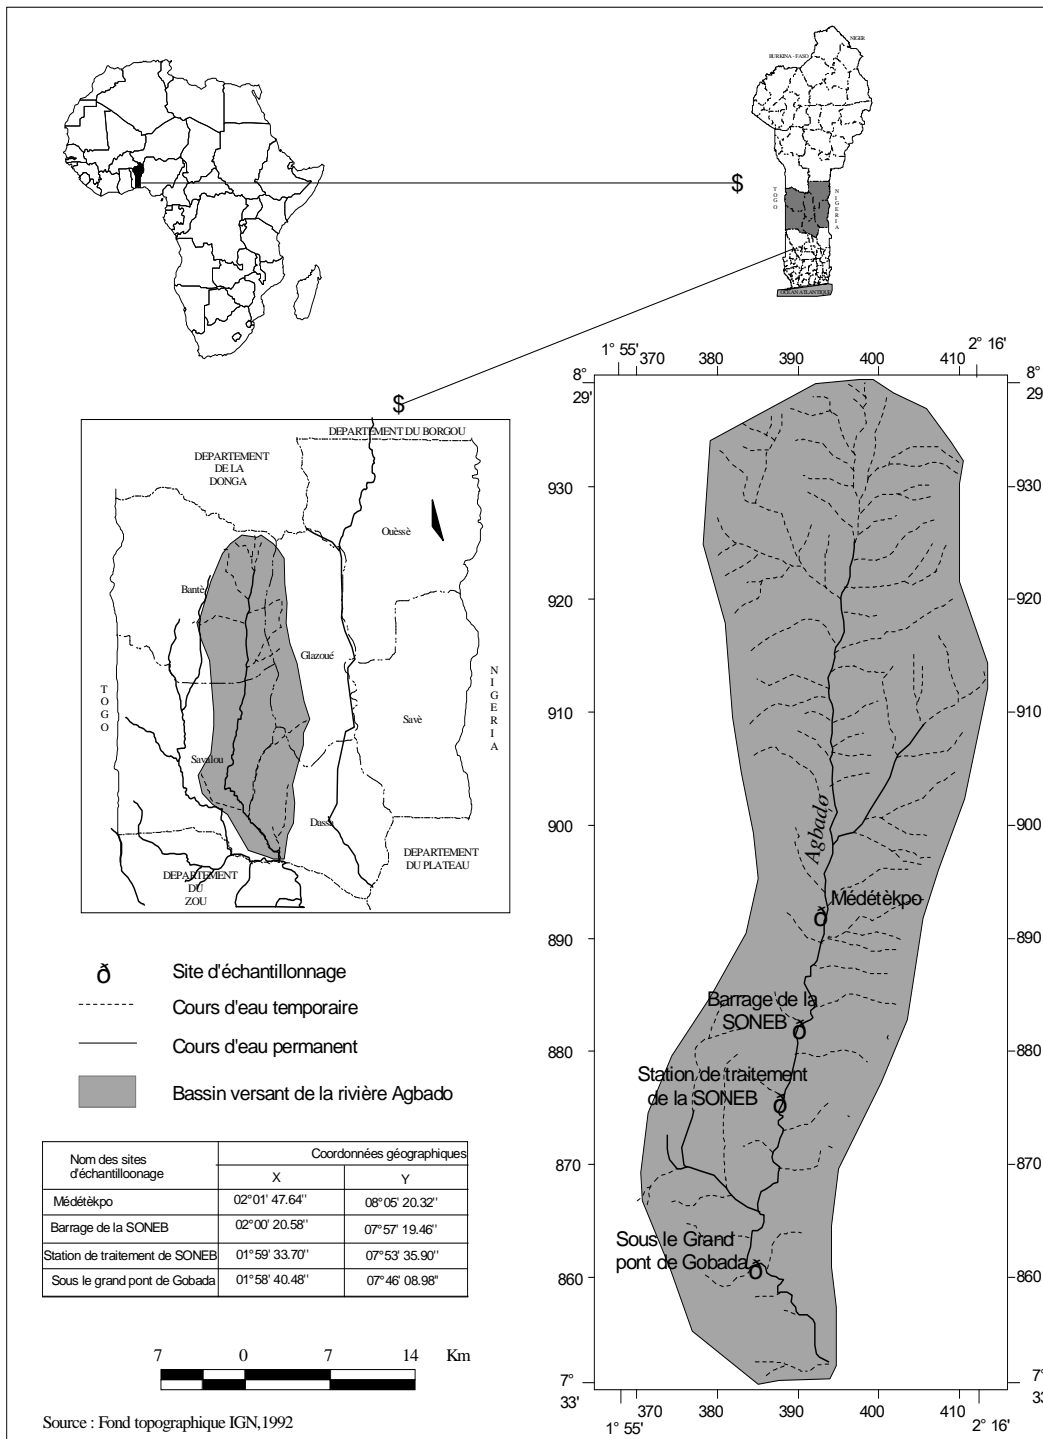 NIGER
BURKINA - FASO
TOGO
NIGERIA
OCEAN ATLANTIQUE
$
$
DEPARTEMENT DU BORGOU
DEPARTEMENT
DE LA
DONGA
Ouèssè
Bantè
Glazoué
TOGO
NIGERIA
Savè
Savalou
Dassa
DEPARTEMENT
DU PLATEAU
DEPARTEMENT
DU
ZOU
ð Site d'échantillonnage
Cours d'eau temporaire
Cours d'eau permanent
Bassin versant de la rivière Agbado
Nom des sites
d'échantilloonage
Coordonnées géographiques
X Y
Médétèkpo 02°01' 47.64" 08°05' 20.32"
Barrage de la SONEB 02°00' 20.58" 07°57' 19.46"
Station de traitement de SONEB 01°59' 33.70" 07°53' 35.90"
Sous le grand pont de Gobada 01°58' 40.48" 07°46' 08.98"
7 0 7 14 Km
Source : Fond topographique IGN,1992
1° 55' 370 380 390 400 410 2° 16'
8°
29'
8°
29'
930 930
920 920
910 910
900 900
890 890
880 880
870 870
860 860
Agbado
Médétèkpo
ð
Barrage de la
SONEB
ð
Station de traitement
de la SONEB
ð
Sous le Grand
pont de Gobada
ð
7°
33'
7°
33'
1° 55' 370 380 390 400 410 2° 16'